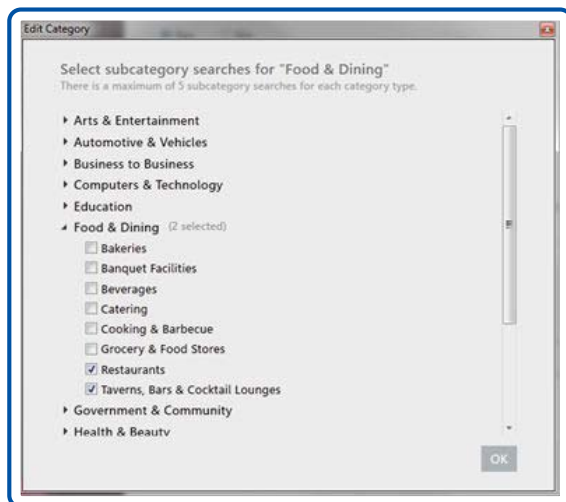 Edit Category
Select subcategory searches for "Food & Dining"
There is a maximum of 5 subcategory searches for each category type.
Arts & Entertainment
Automotive & Vehicles
Business to Business
Computers & Technology
Education
Food & Dining (2 selected)
Bakeries
Banquet Facilities
Beverages
Catering
Cooking & Barbecue
Grocery & Food Stores
Restaurants
Taverns, Bars & Cocktail Lounges
Government & Community
Health & Beauty
OK